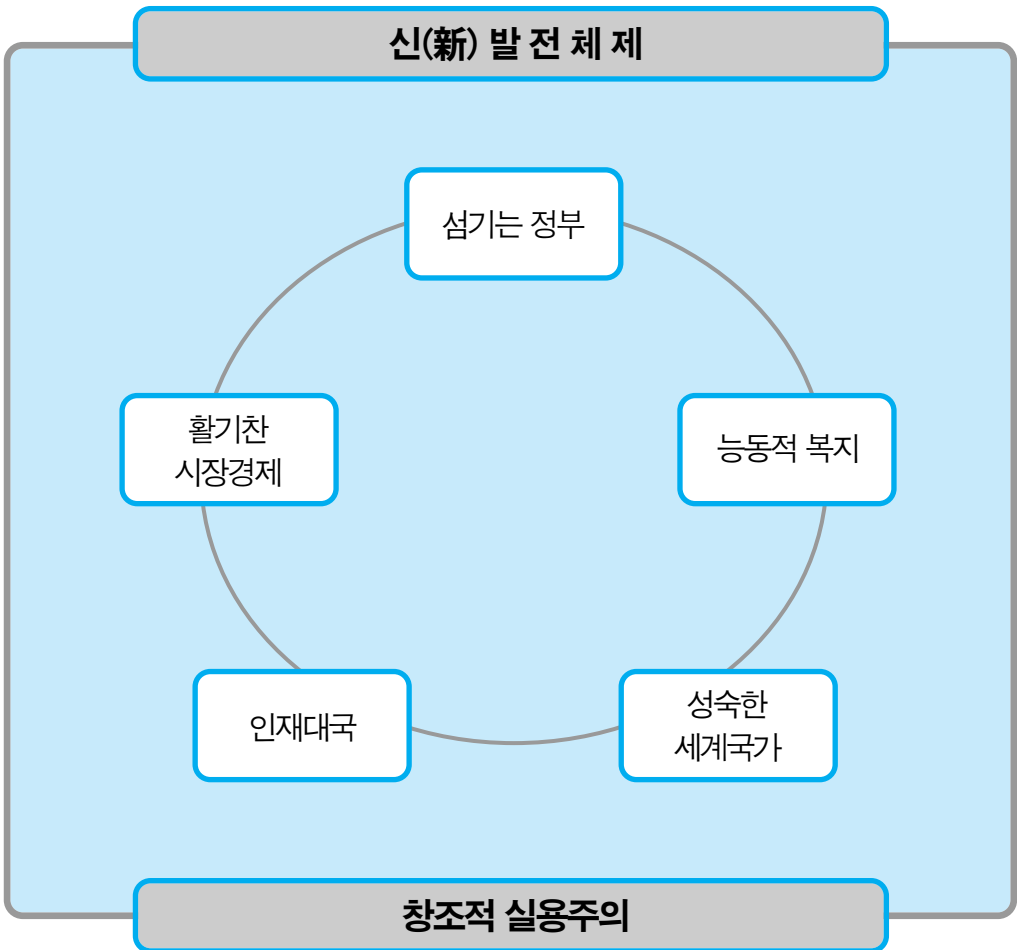 신(新) 발 전 체 제
섬기는 정부
활기찬
시장경제
능동적 복지
인재대국
성숙한
세계국가
창조적 실용주의